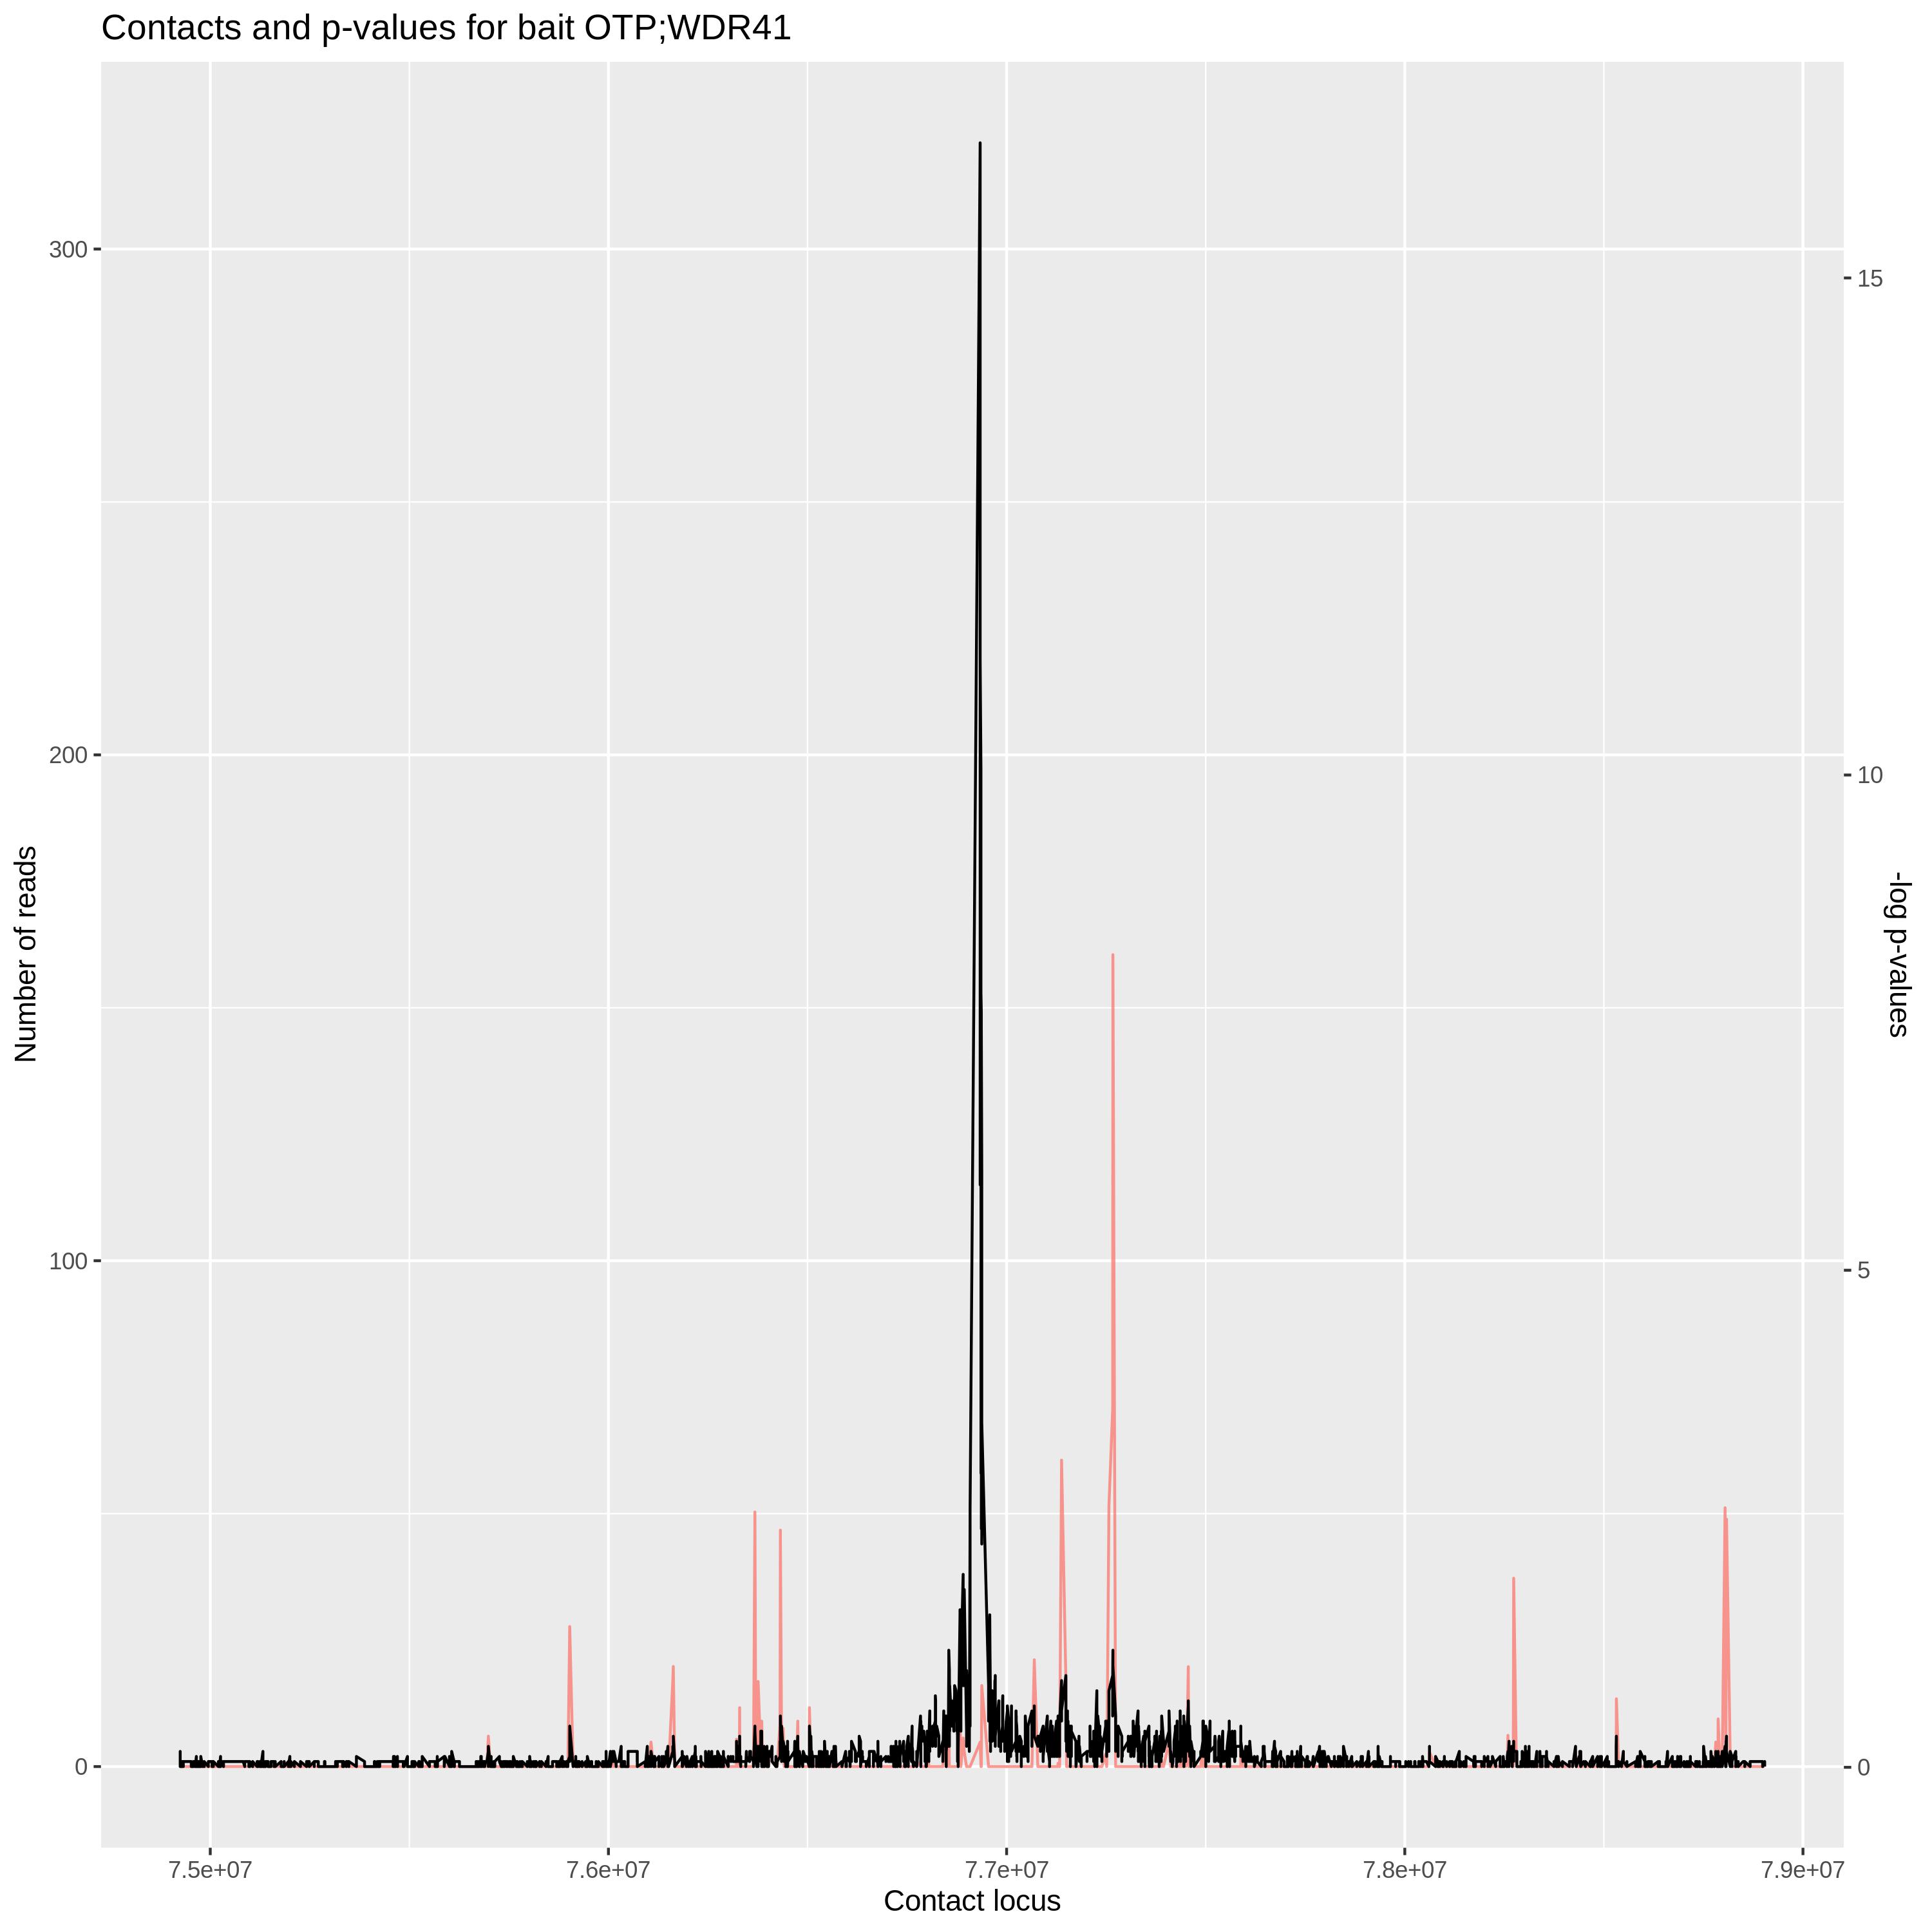 Contacts and p-values for bait OTP;WDR41
300
200
100
0
Number of reads
15
10
5
0
-log p-values
7.5e+07
7.6e+07
7.7e+07
7.8e+07
7.9e+07
Contact locus